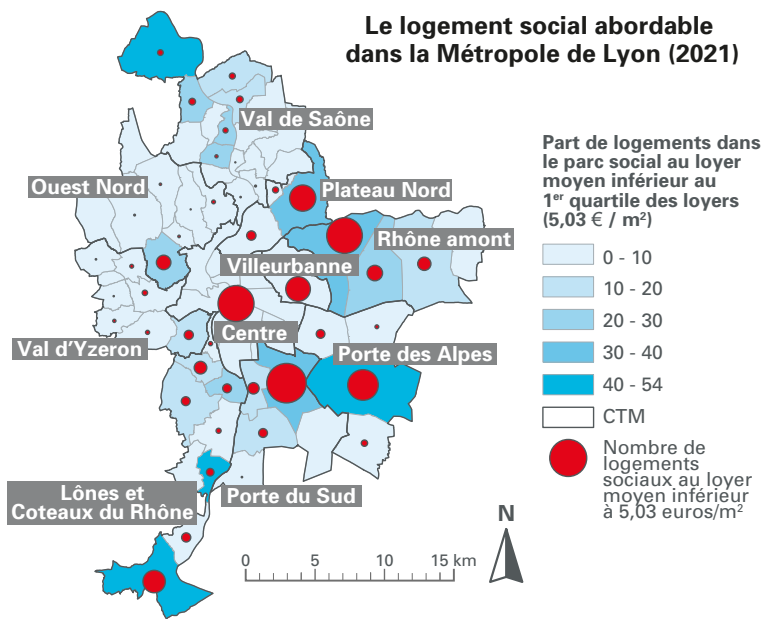 Le logement social abordable
dans la Métropole de Lyon (2021)
Val de Saône
Ouest Nord
Plateau Nord
Rhône amont
Villeurbanne
Centre
Val d'Yzeron
Porte des Alpes
Lônes et
Coteaux du Rhône
Porte du Sud
Part de logements dans
le parc social au loyer
moyen inférieur au
1er quartile des loyers
(5,03 € / m²)
0 - 10
10 - 20
20 - 30
30 - 40
40 - 54
CTM
Nombre de
logements
sociaux au loyer
moyen inférieur
à 5,03 euros/m²
N
0 5 10 15 km